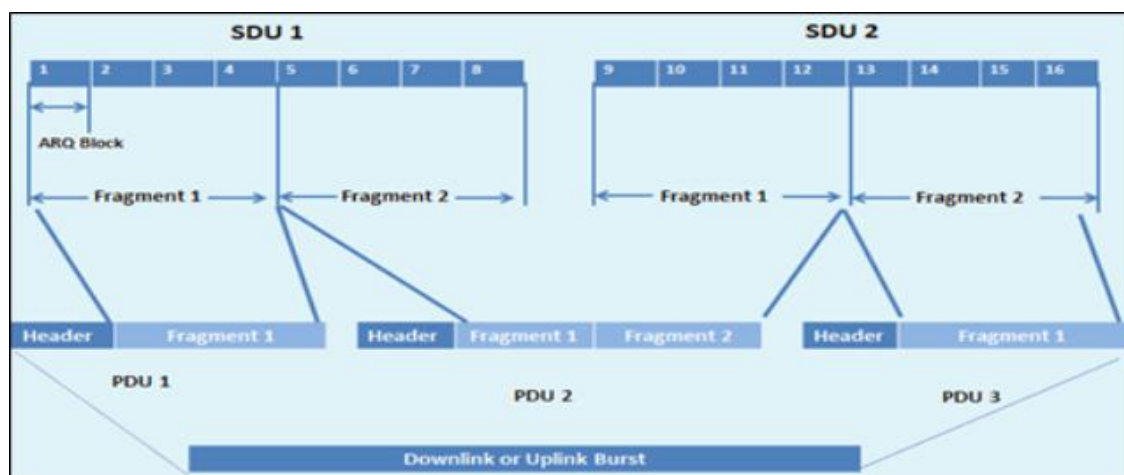 SDU 1 SDU 2
1 2 3 4 5 6 7 8 9 10 11 12 13 14 15 16
ARQ Block
Fragment 1 Fragment 2 Fragment 1 Fragment 2
Header Fragment 1 Header Fragment 1 Fragment 2 Header Fragment 1
PDU 1 PDU 2 PDU 3
Downlink or Uplink Burst